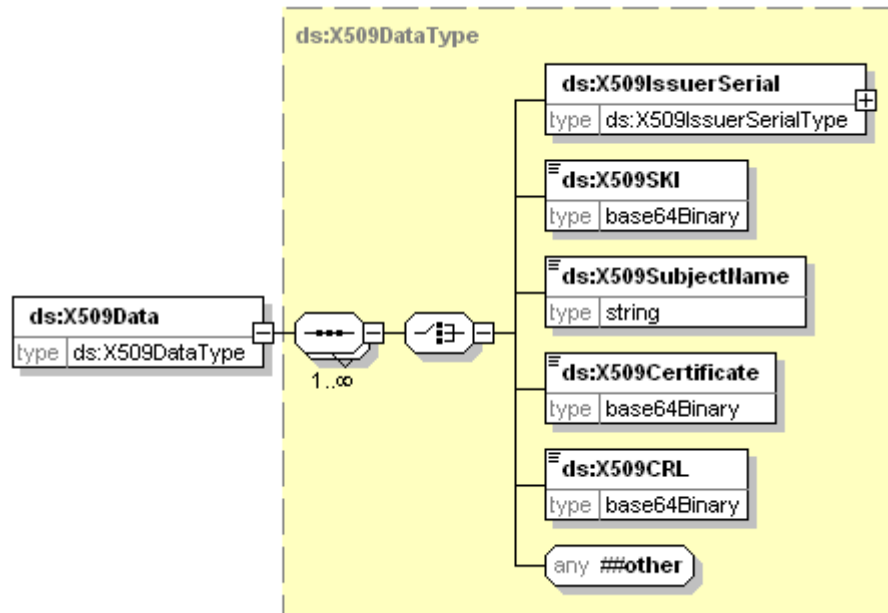 ds:X509DataType
ds:X509IssuerSerial
type ds:X509IssuerSerialType
ds:X509SKI
type base64Binary
ds:X509SubjectName
type string
ds:X509Data
type ds:X509DataType
1..∞
ds:X509Certificate
type base64Binary
ds:X509CRL
type base64Binary
any ##other